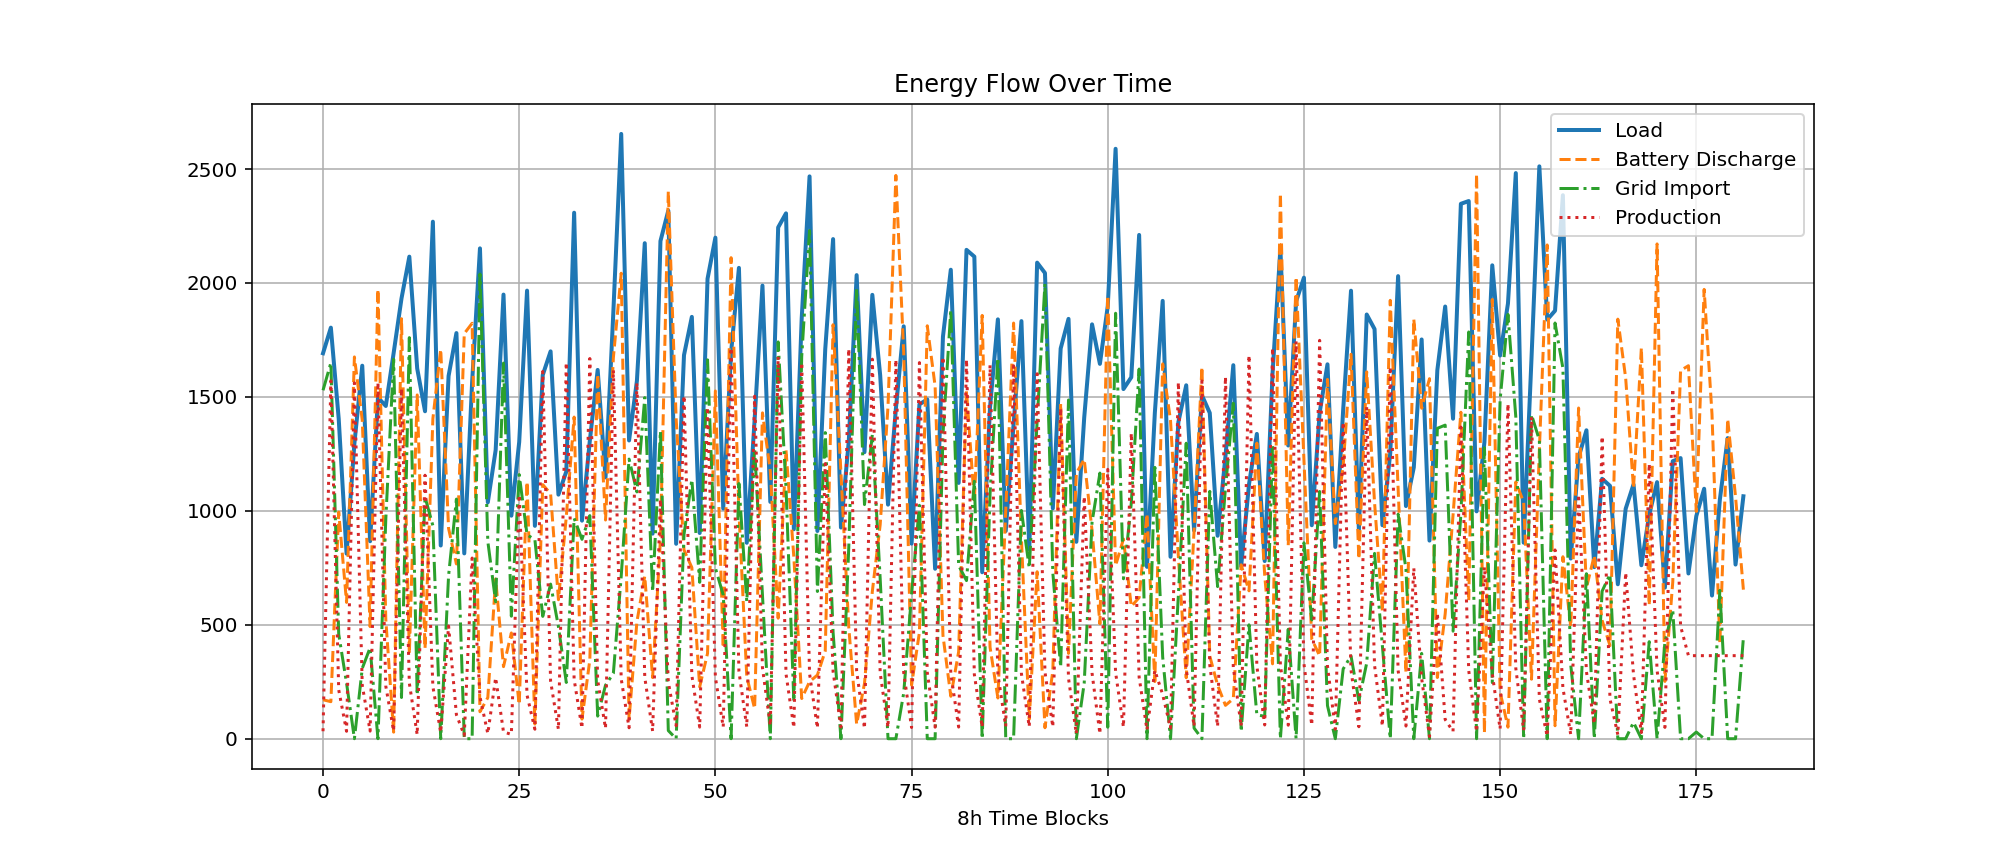 Energy Flow Over Time
Load
Battery Discharge
Grid Import
Production
2500
2000
1500
1000
500
0
0 25 50 75 100 125 150 175
8h Time Blocks